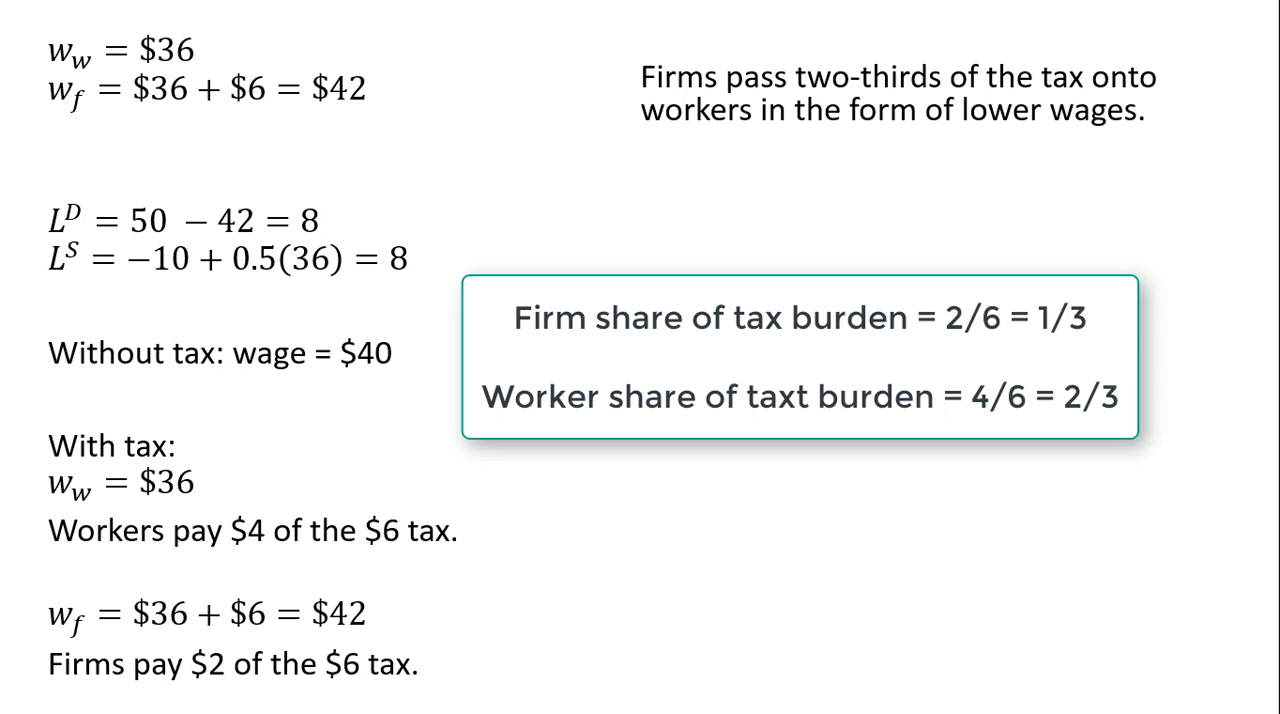 w_w = $36
w_f = $36 + $6 = $42
Firms pass two-thirds of the tax onto
workers in the form of lower wages.
L^D = 50 − 42 = 8
L^S = −10 + 0.5(36) = 8
Firm share of tax burden = 2/6 = 1/3
Without tax: wage = $40
Worker share of taxt burden = 4/6 = 2/3
With tax:
w_w = $36
Workers pay $4 of the $6 tax.
w_f = $36 + $6 = $42
Firms pay $2 of the $6 tax.